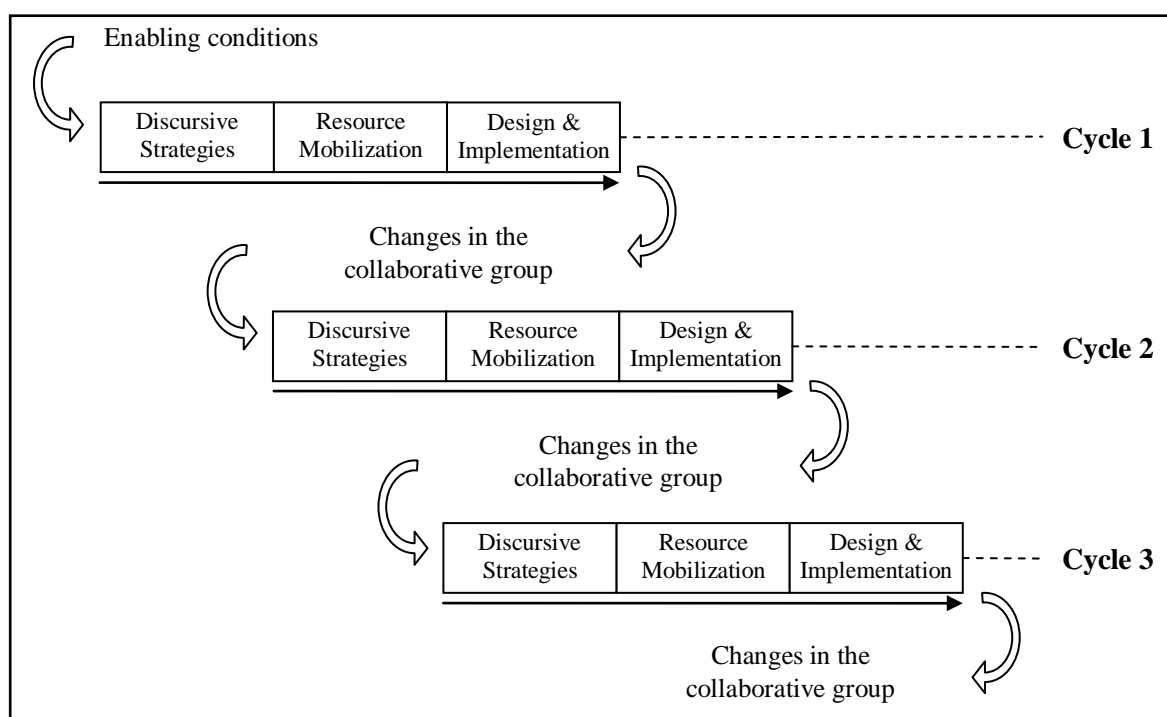 Enabling conditions
Discursive
Strategies
Resource
Mobilization
Design &
Implementation
Cycle 1
Changes in the
collaborative group
Discursive
Strategies
Resource
Mobilization
Design &
Implementation
Cycle 2
Changes in the
collaborative group
Discursive
Strategies
Resource
Mobilization
Design &
Implementation
Cycle 3
Changes in the
collaborative group